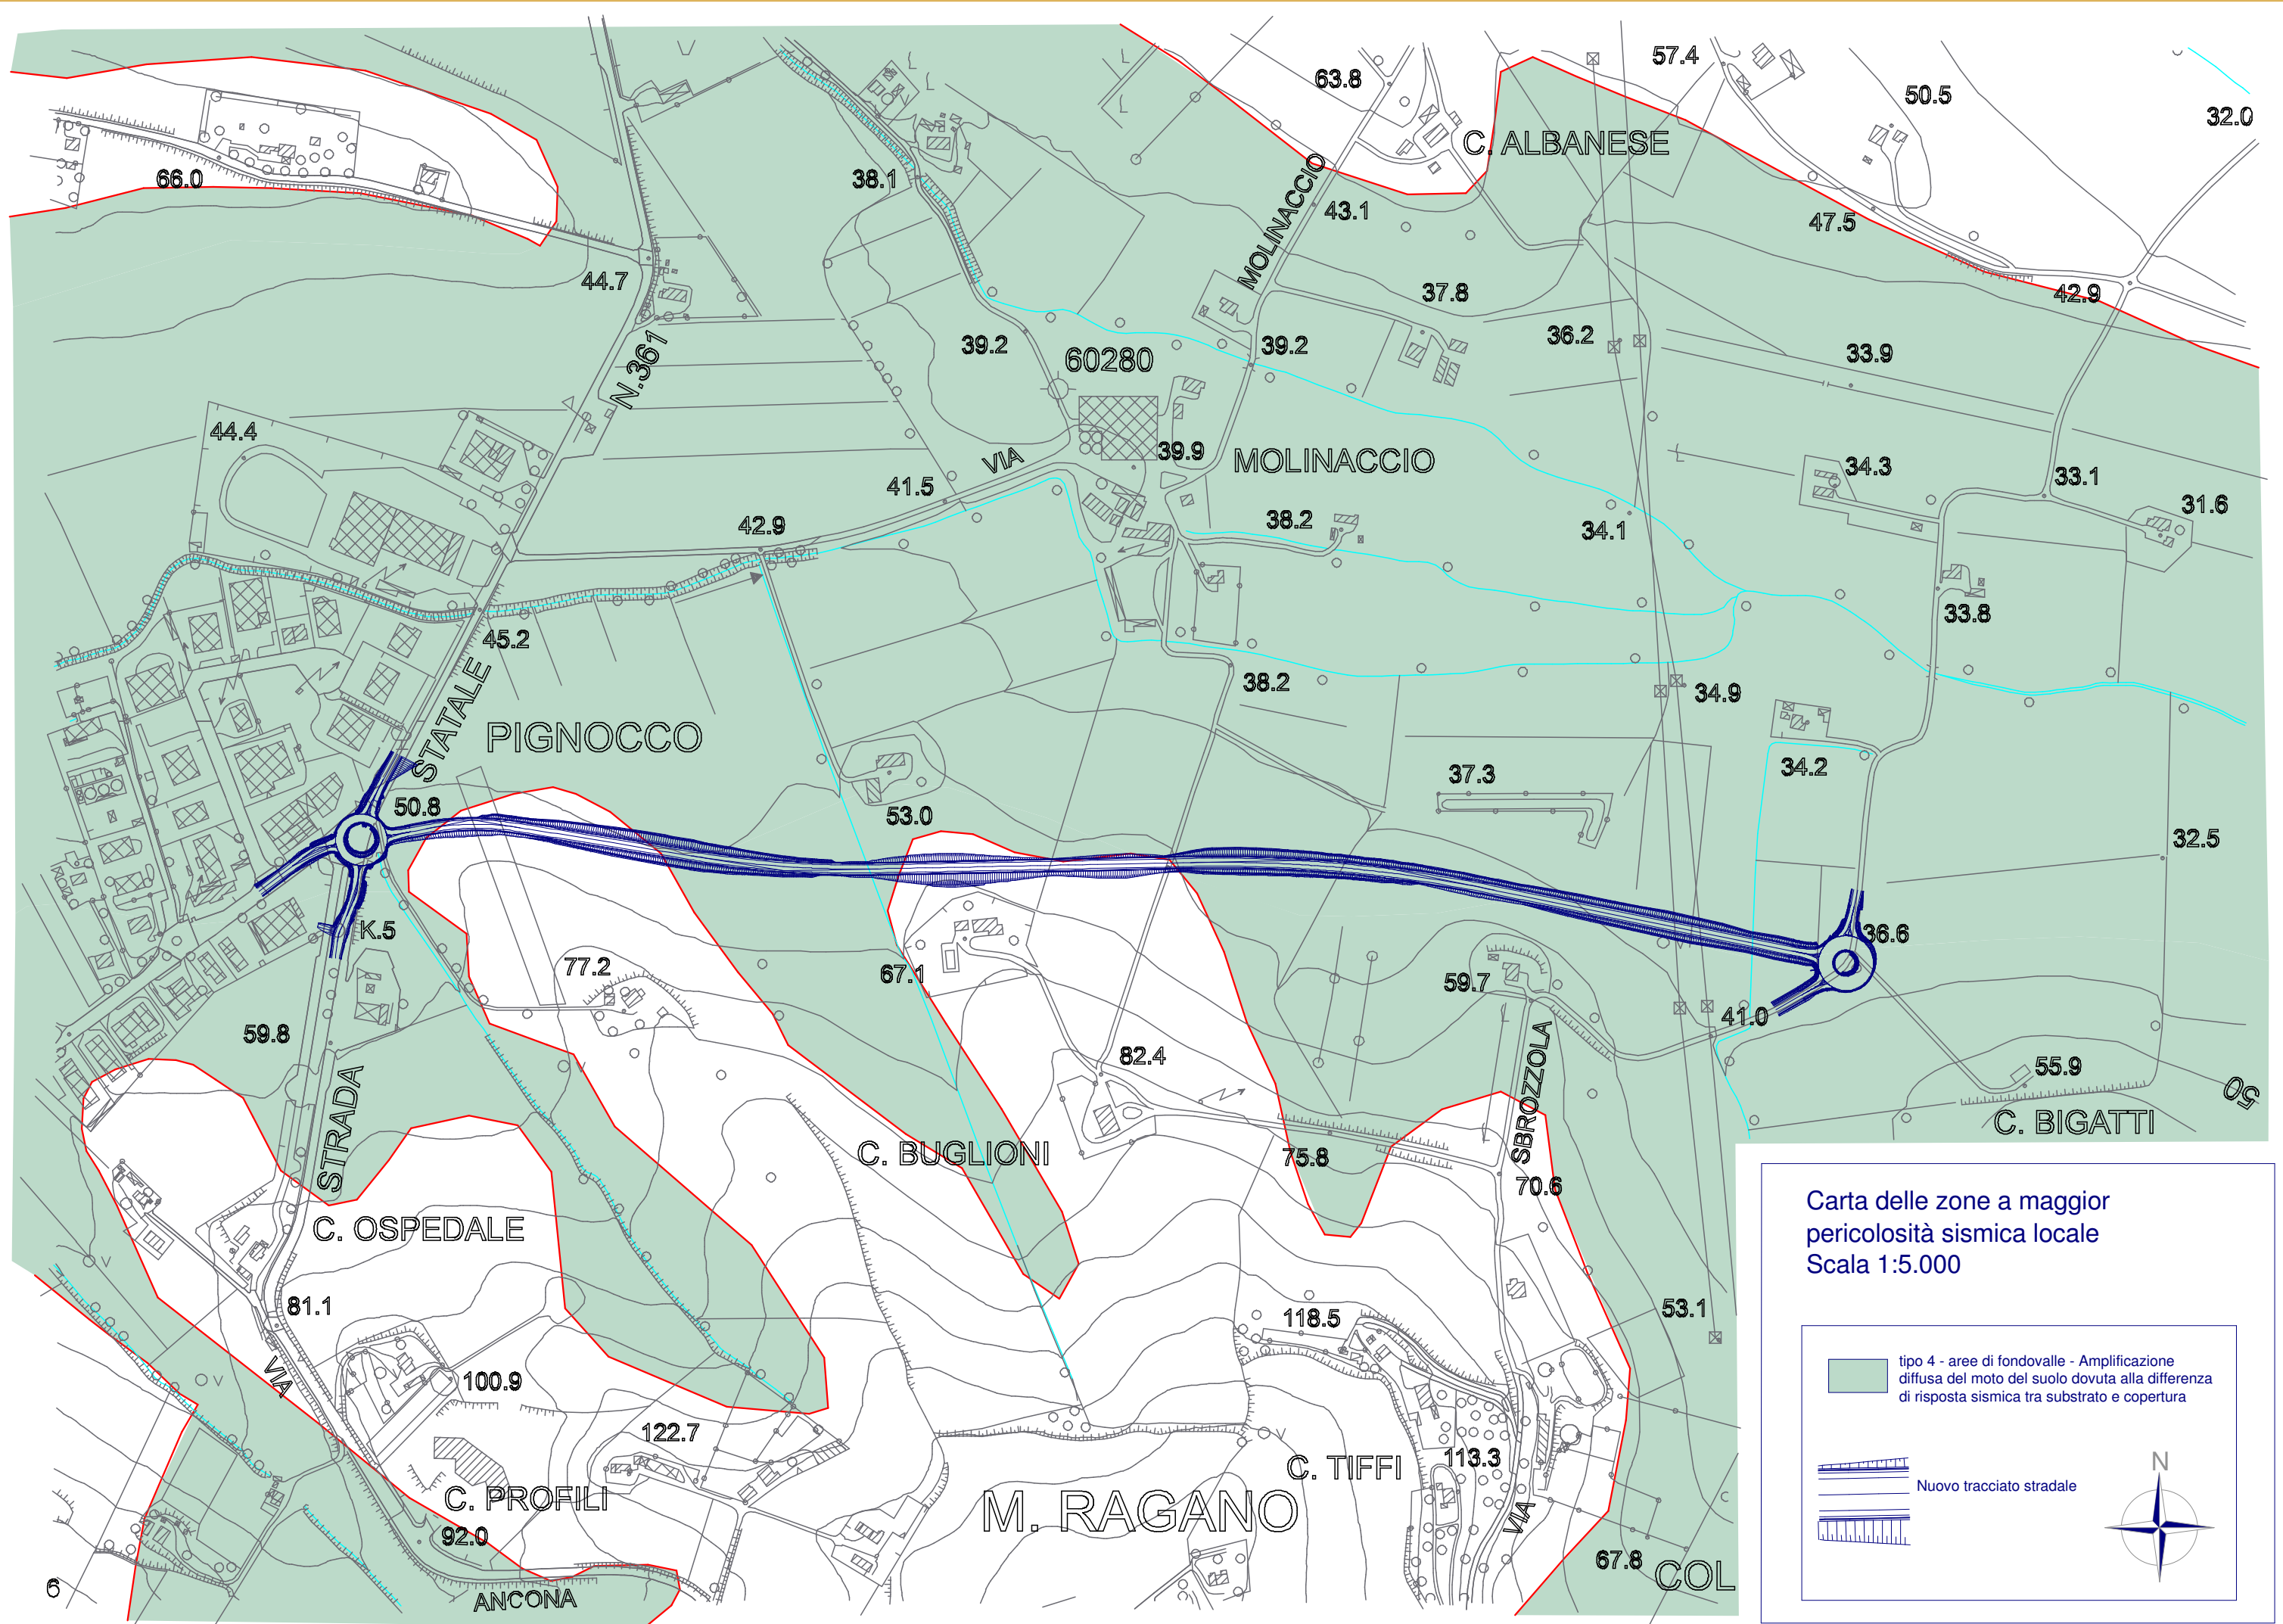 57.4
63.8
50.5
32.0
C. ALBANESE
66.0
38.1
MOLINACCIO
43.1
47.5
44.7
37.8
42.9
N.361
39.2
60280
39.2
36.2
33.9
44.4
39.9
MOLINACCIO
VIA
34.3
33.1
41.5
31.6
42.9
38.2
34.1
45.2
33.8
STATALE
38.2
34.9
PIGNOCCO
34.2
37.3
50.8
53.0
32.5
K.5
36.6
77.2
67.1
59.7
59.8
41.0
82.4
SBROZZOLA
55.9
50
C. BIGATTI
STRADA
C. BUGLIONI
75.8
70.6
C. OSPEDALE
81.1
118.5
53.1
VIA
100.9
122.7
C. TIFFI
113.3
C. PROFILI
M. RAGANO
VIA
92.0
67.8
COL
6
ANCONA
Carta delle zone a maggior
pericolosità sismica locale
Scala 1:5.000
tipo 4 - aree di fondovalle - Amplificazione
diffusa del moto del suolo dovuta alla differenza
di risposta sismica tra substrato e copertura
Nuovo tracciato stradale
N